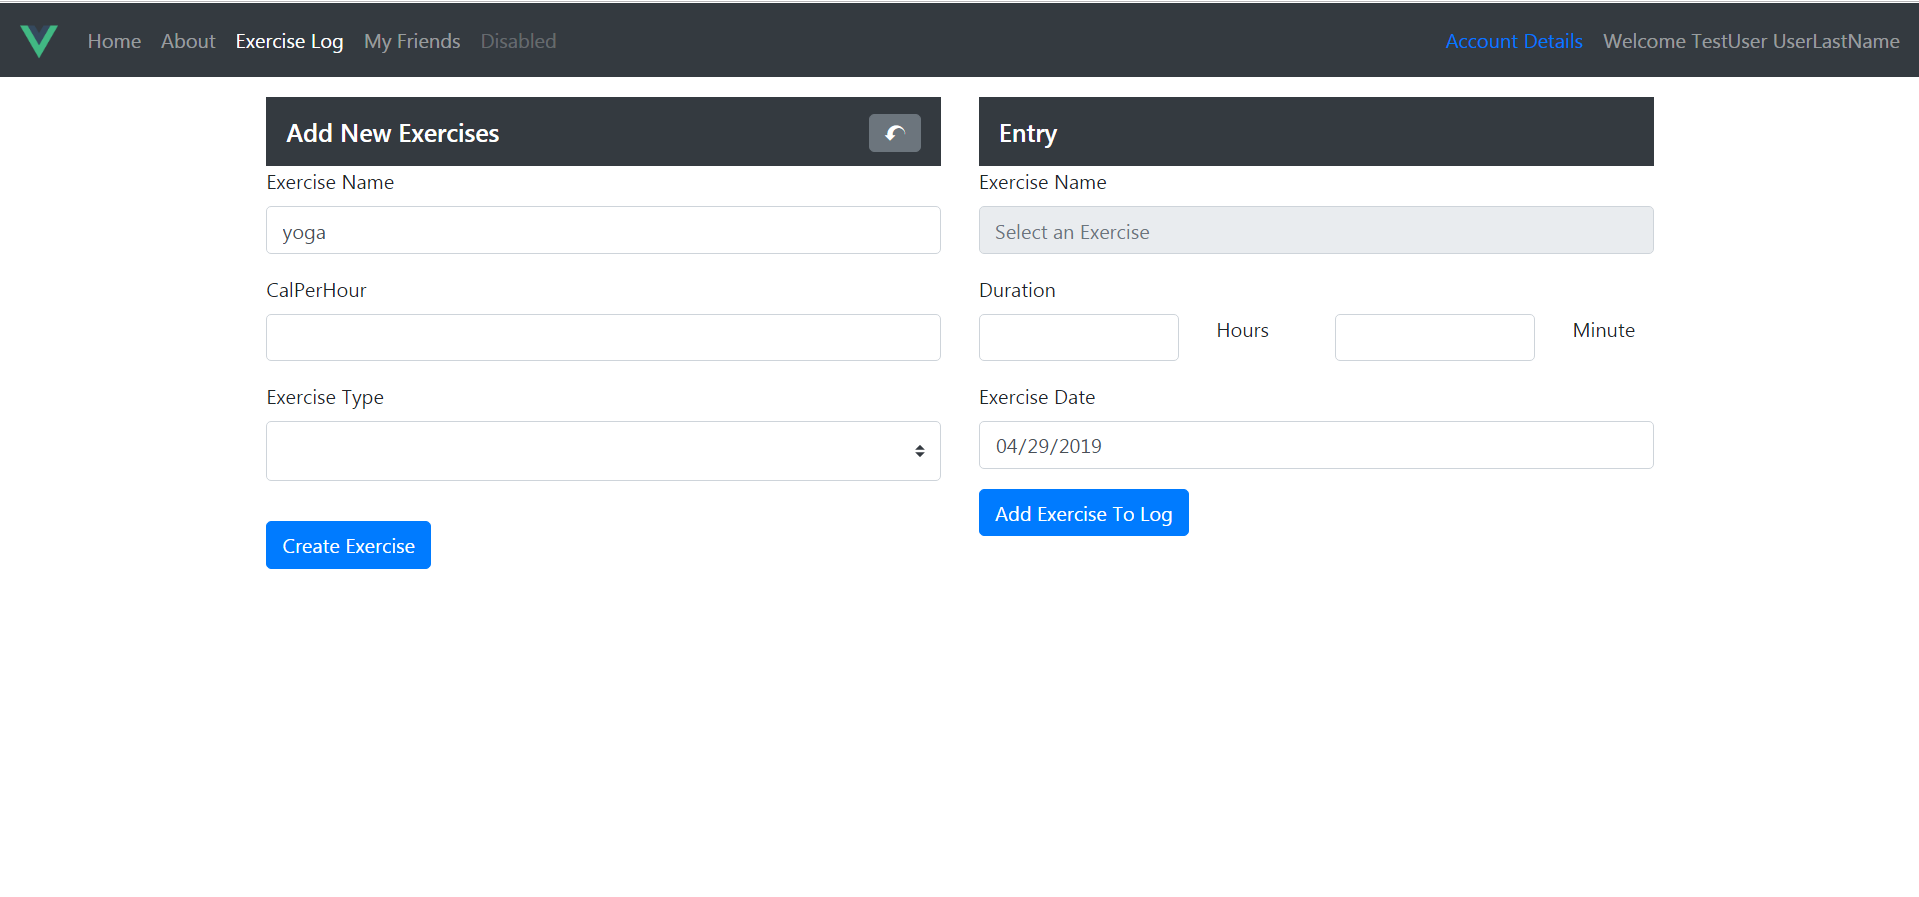 Home About Exercise Log My Friends Disabled Account Details Welcome TestUser UserLastName
Add New Exercises
Exercise Name
yoga
CalPerHour
Exercise Type
Create Exercise
Entry
Exercise Name
Select an Exercise
Duration
Hours Minute
Exercise Date
04/29/2019
Add Exercise To Log